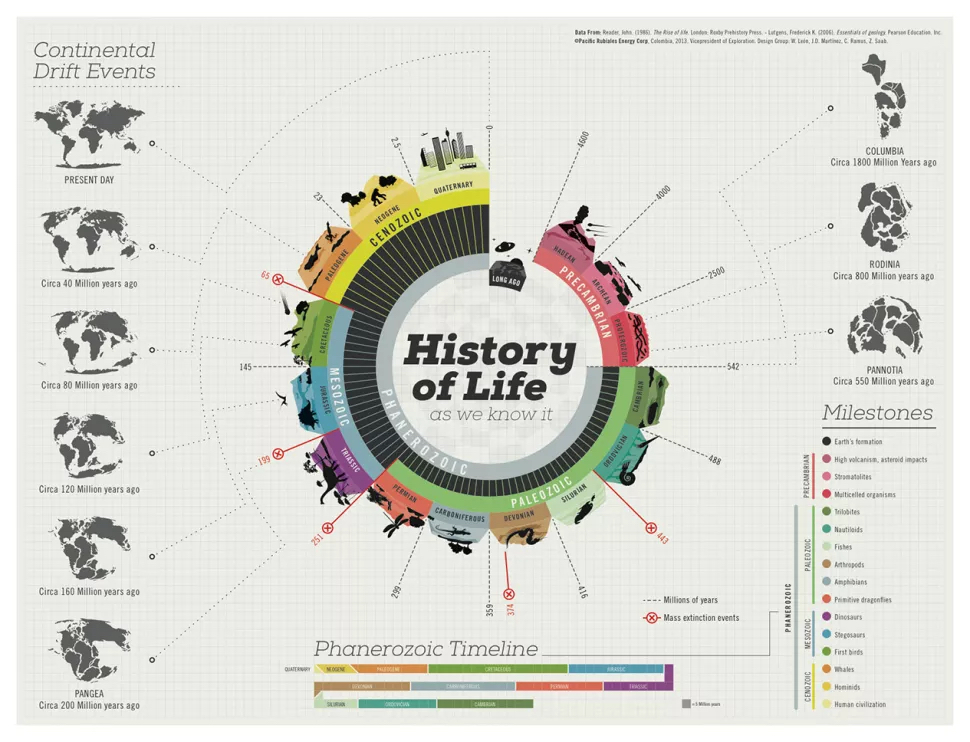 Data From: Reader, John. (1986). The Rise of life. London. Roxby Prehistory Press. - Lutgens, Frederick K. (2006). Essentials of geology. Pearson Education. Inc.
©Pacific Rubiales Energy Corp, Columbia, 2013. Vicepresident of Exploration: Design Group: W. León, J.D. Martínez, C. Ramos, Z. Saab.
Continental
Drift Events
PRESENT DAY
Circa 40 Million years ago
Circa 80 Million years ago
Circa 120 Million years ago
Circa 160 Million years ago
PANGEA
Circa 200 Million years ago
COLUMBIA
Circa 1800 Million Years ago
RODINIA
Circa 800 Million Years ago
PANNOTIA
Circa 550 Million Years ago
History
of Life
as we know it
LONG AGO
0
2.5
23
65
145
199
251
299
359
374
416
443
488
542
2500
4000
4600
QUATERNARY
NEOGENE
PALEOGENE
CENOZOIC
CRETACEOUS
JURASSIC
TRIASSIC
MESOZOIC
PHANEROZOIC
PERMIAN
CARBONIFEROUS
DEVONIAN
SILURIAN
ORDOVICIAN
CAMBRIAN
PALEOZOIC
PROTEROZOIC
ARCHEAN
HADEAN
PRECAMBRIAN
Millions of years
Mass extinction events
Milestones
Earth's formation
High volcanism, asteroid impacts
Stromatolites
Multicelled organisms
Trilobites
Nautiloids
Fishes
Arthropods
Amphibians
Primitive dragonflies
Dinosaurs
Stegosaurs
First birds
Whales
Hominids
Human civilization
PRECAMBRIAN
PALEOZOIC
MESOZOIC
CENOZOIC
PHANEROZOIC
Phanerozoic Timeline
QUATERNARY
NEOGENE
PALEOGENE
CRETACEOUS
JURASSIC
DEVONIAN
CARBONIFEROUS
PERMIAN
TRIASSIC
SILURIAN
ORDOVICIAN
CAMBRIAN